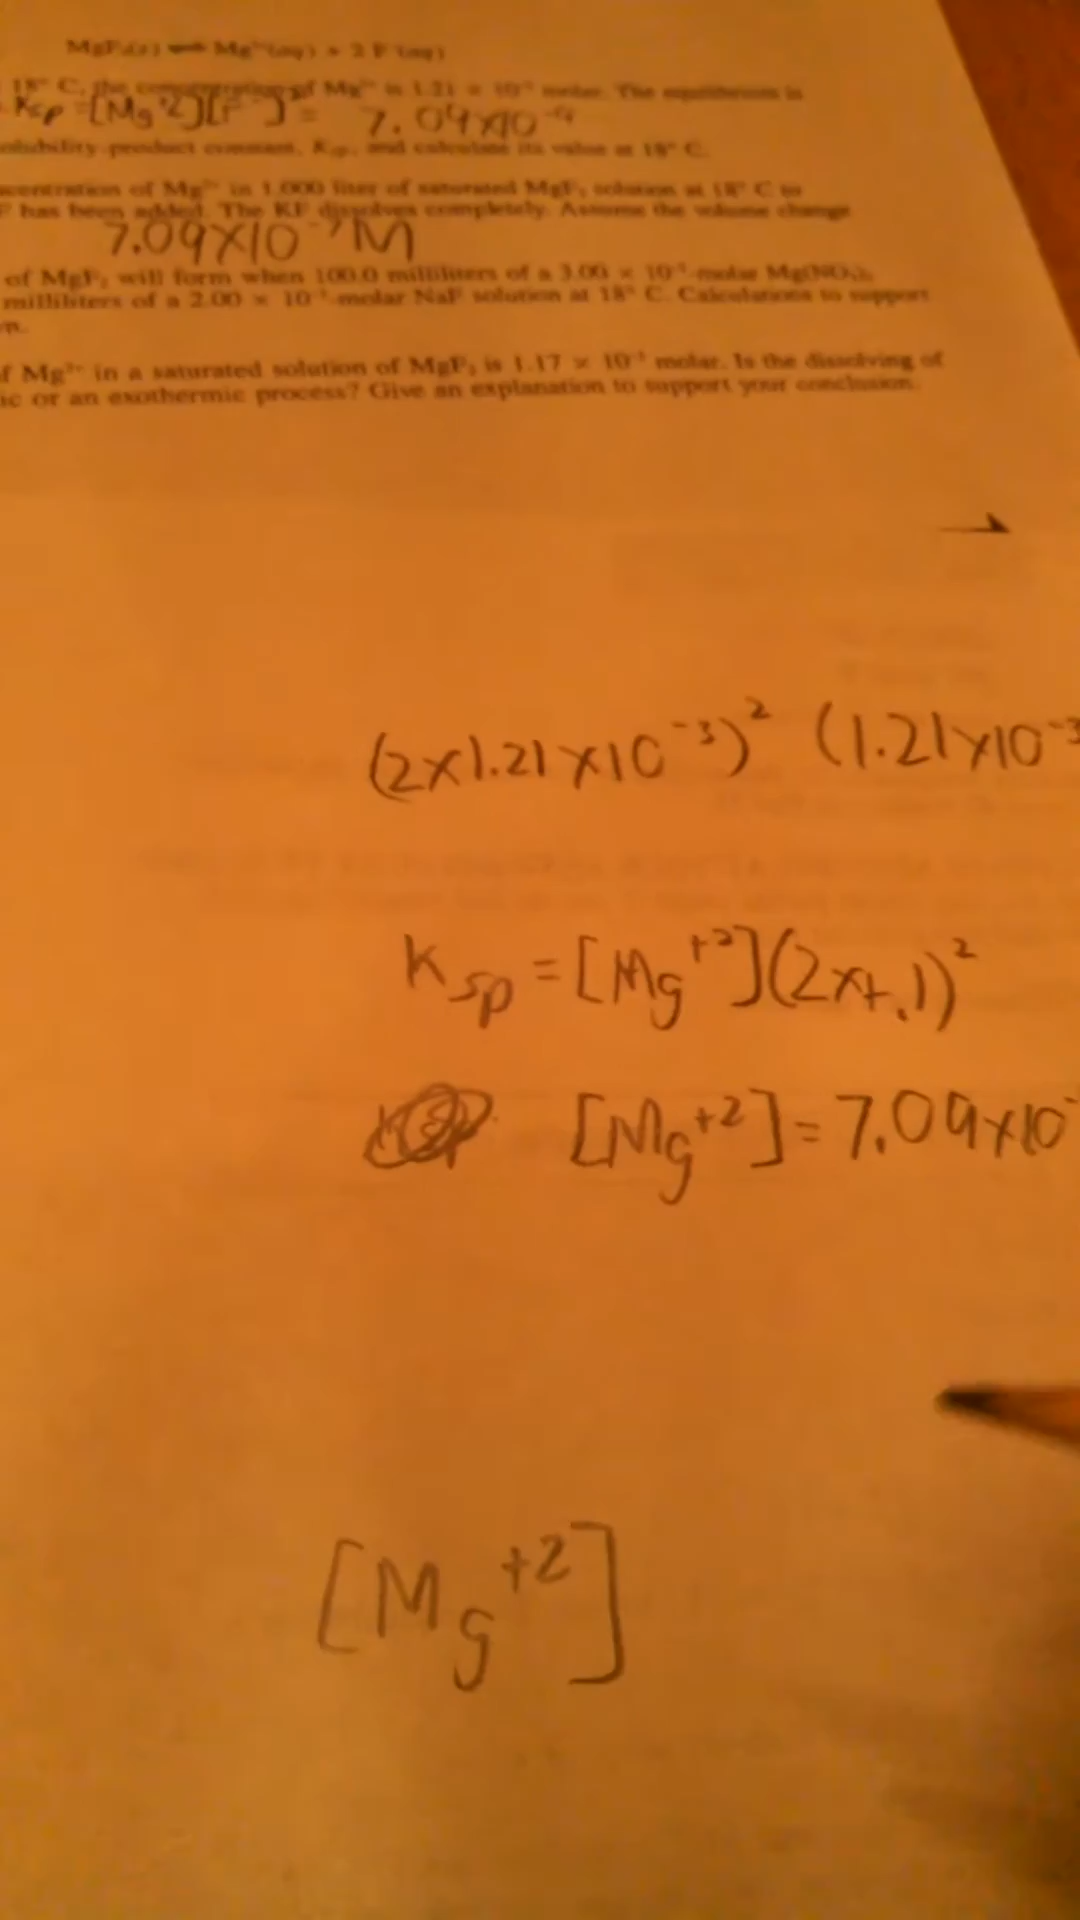 MgF₂(s) ⇌ Mg²⁺(aq) + 2 F⁻(aq)
18° C, the concentration of Mg²⁺ is 1.21 × 10⁻³ molar. The equilibrium is
Ksp = [Mg⁺²][F⁻] = 7.09×10⁻⁹
solubility-product constant, Ksp, and calculate its value at 18° C.
concentration of Mg²⁺ in 1.000 liter of saturated MgF₂ solution at 18° C to
has been added. The KF dissolves completely. Assume the volume change
7.09×10⁻⁷ M
of MgF₂ will form when 100.0 milliliters of a 3.00 × 10⁻³-molar Mg(NO₃)₂
milliliters of a 2.00 × 10⁻³-molar NaF solution at 18° C. Calculations to support
n.
f Mg²⁺ in a saturated solution of MgF₂ is 1.17 × 10⁻³ molar. Is the dissolving of
ic or an exothermic process? Give an explanation to support your conclusion.
(2×1.21×10⁻³)² (1.21×10⁻³
Ksp = [Mg⁺²](2x+.1)²
[Mg⁺²] = 7.09×10⁻
[Mg⁺²]